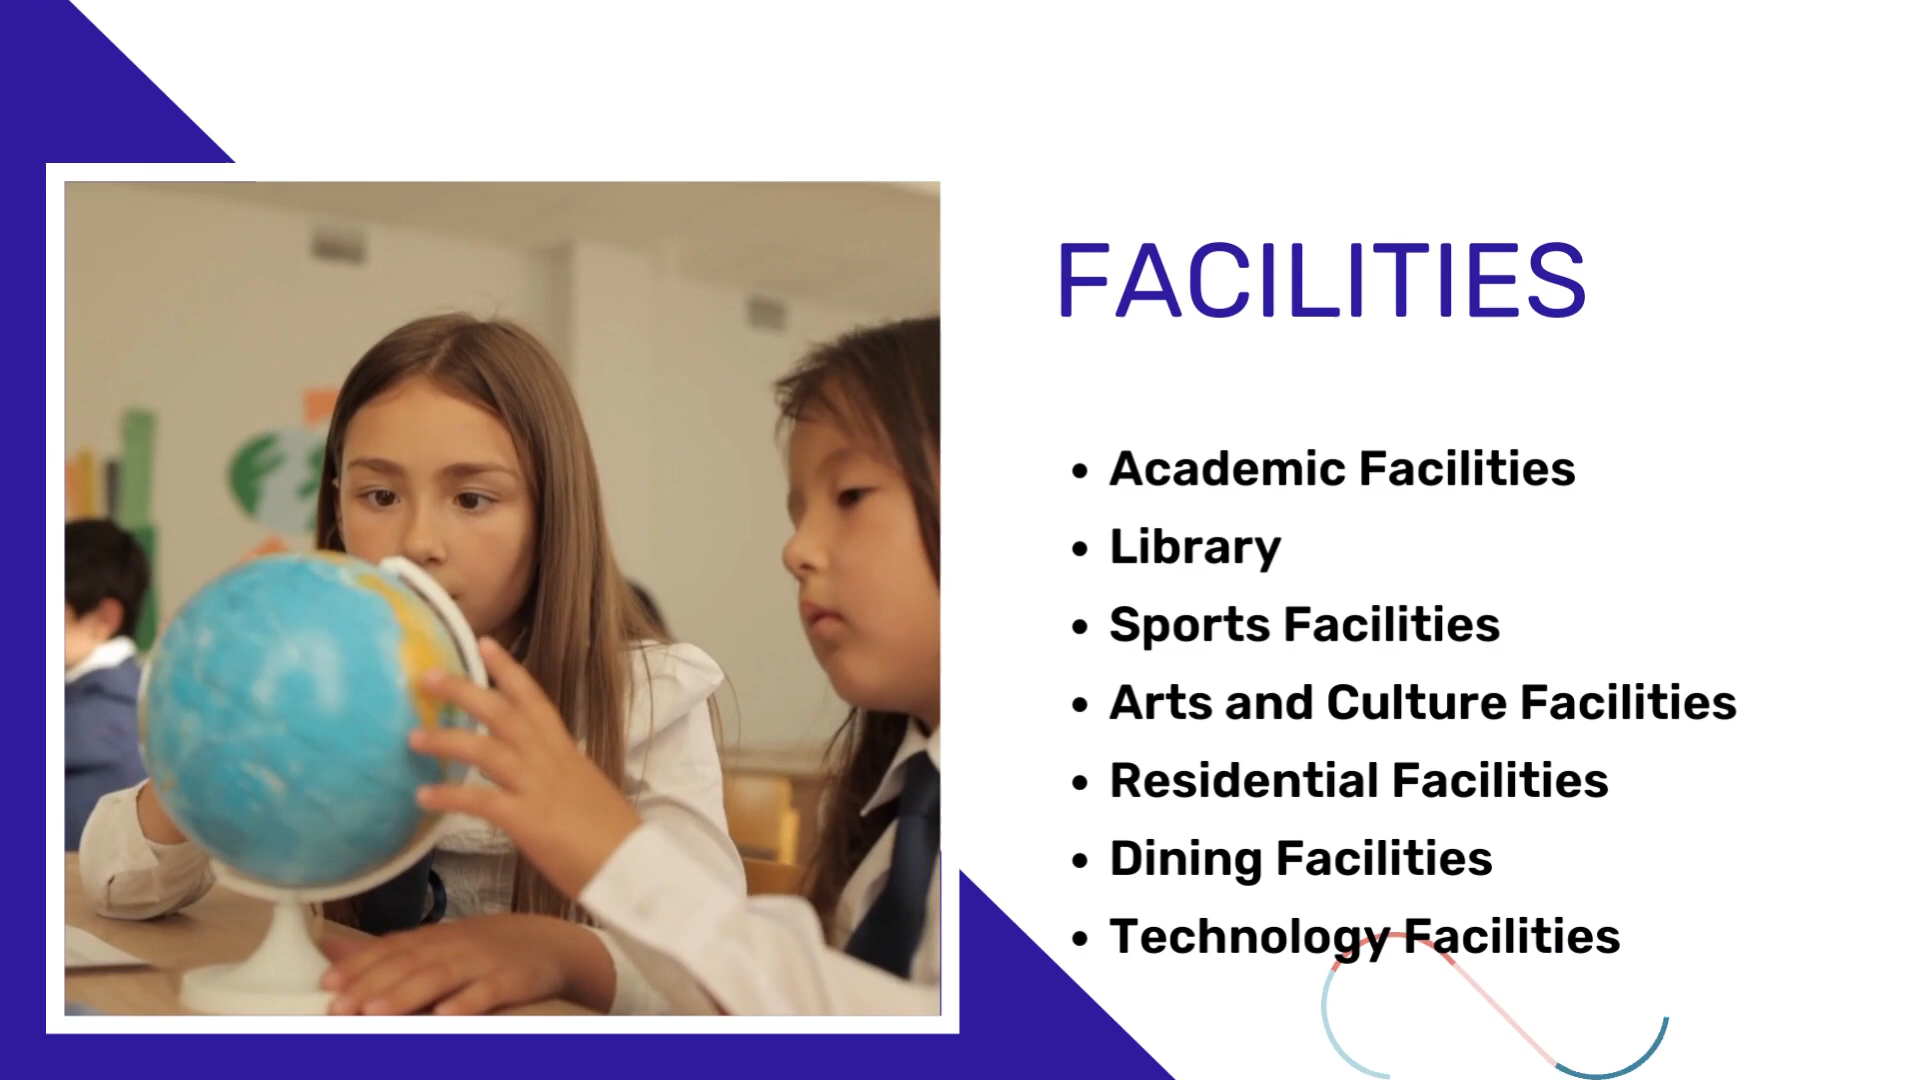 FACILITIES
• Academic Facilities
• Library
• Sports Facilities
• Arts and Culture Facilities
• Residential Facilities
• Dining Facilities
• Technology Facilities